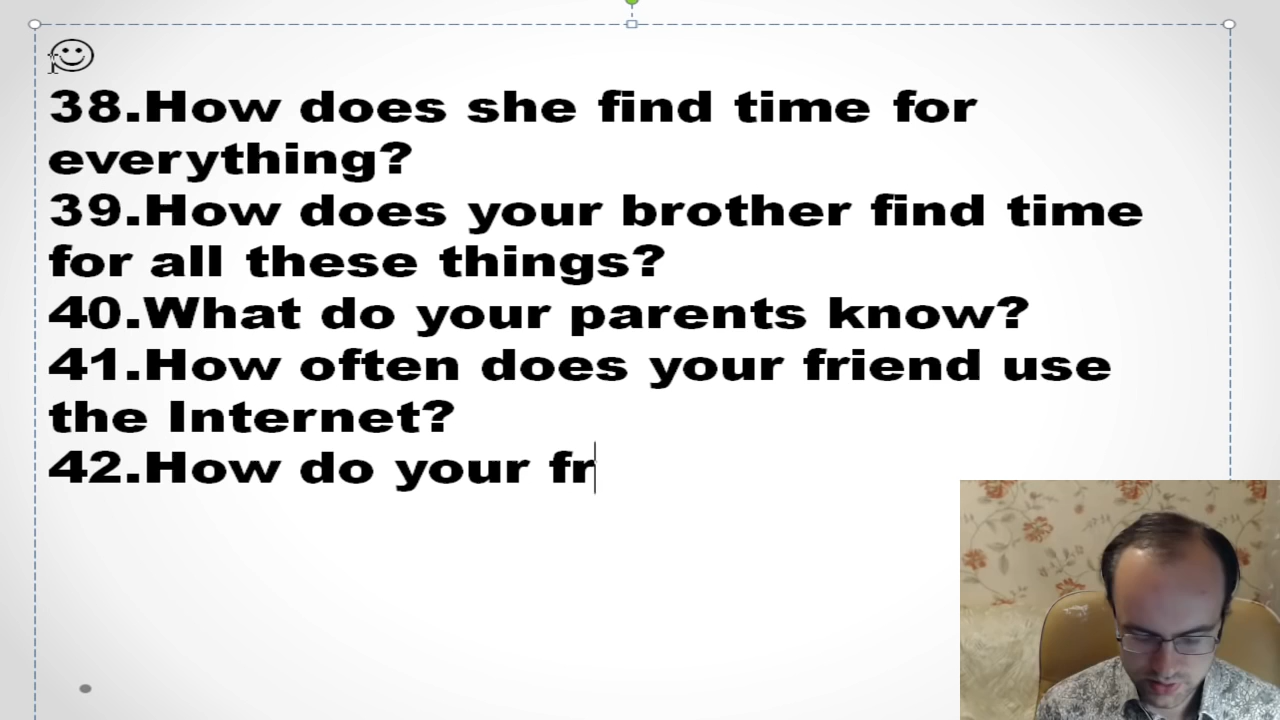 38.How does she find time for
everything?
39.How does your brother find time
for all these things?
40.What do your parents know?
41.How often does your friend use
the Internet?
42.How do your fr